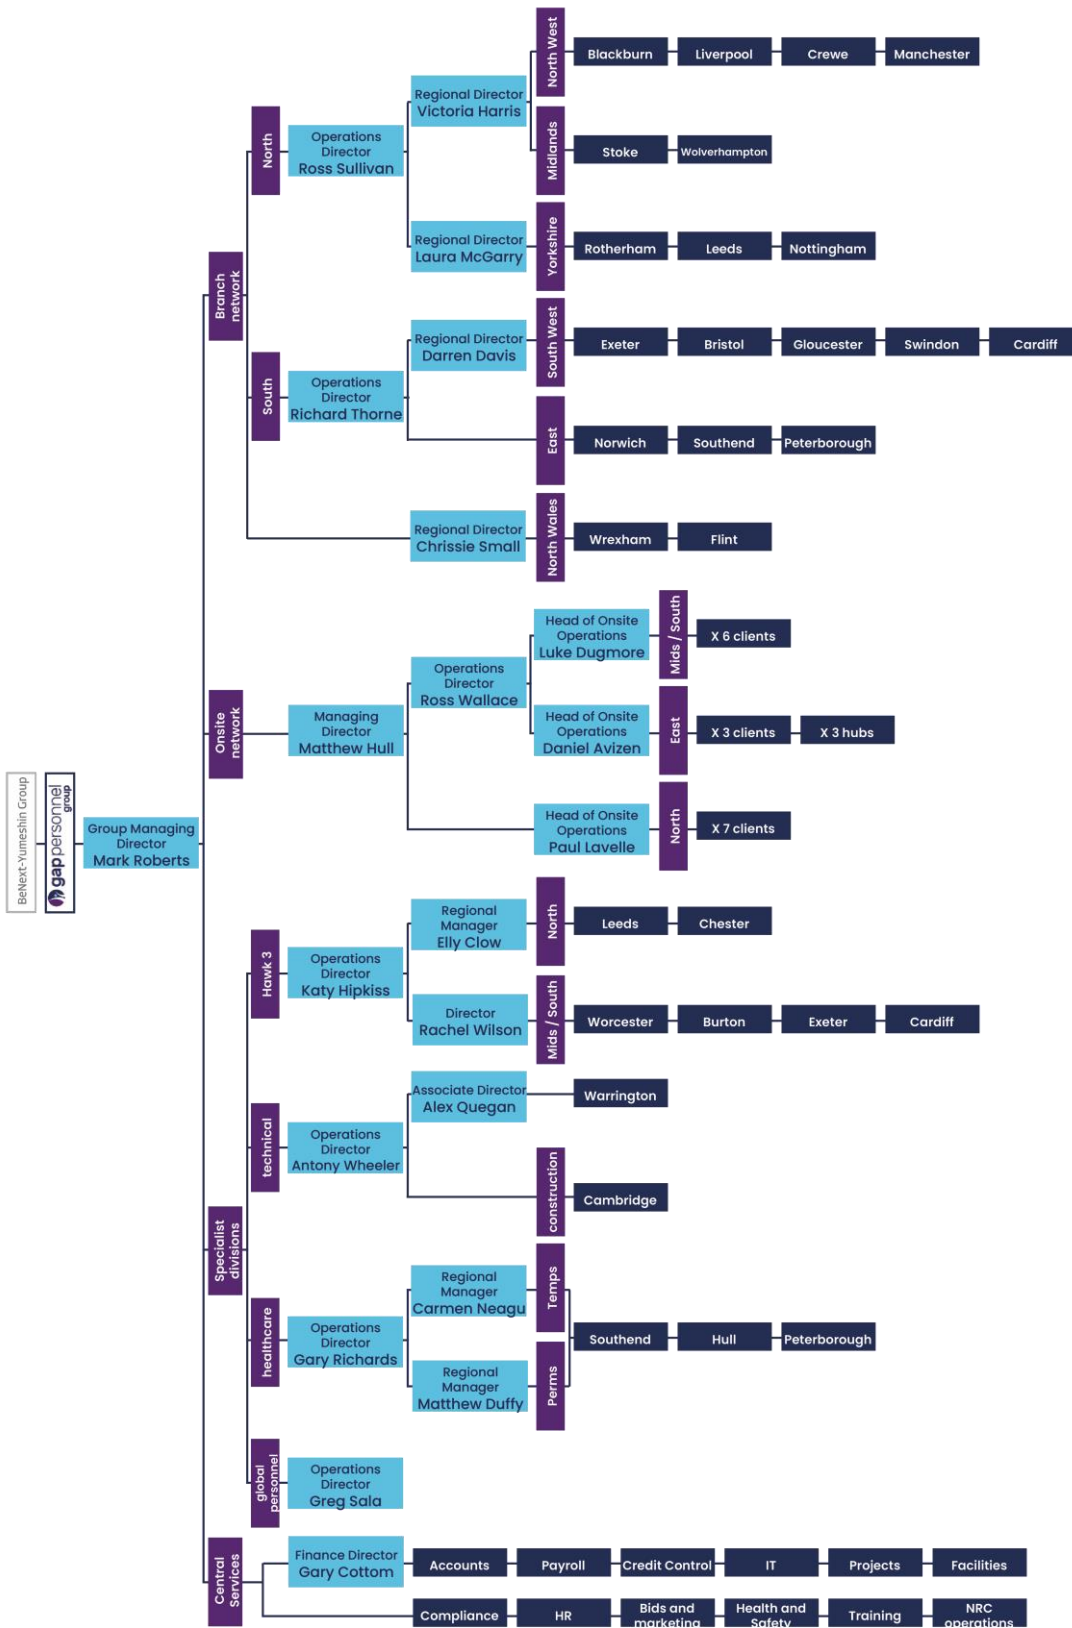 BeNext-Yumeshin Group
gappersonnel
group
Group Managing
Director
Mark Roberts
Branch
network
North
Operations
Director
Ross Sullivan
Regional Director
Victoria Harris
North West
Blackburn
Liverpool
Crewe
Manchester
Midlands
Stoke
Wolverhampton
Regional Director
Laura McGarry
Yorkshire
Rotherham
Leeds
Nottingham
South
Operations
Director
Richard Thorne
Regional Director
Darren Davis
South West
Exeter
Bristol
Gloucester
Swindon
Cardiff
East
Norwich
Southend
Peterborough
Regional Director
Chrissie Small
North Wales
Wrexham
Flint
Onsite
network
Managing
Director
Matthew Hull
Operations
Director
Ross Wallace
Head of Onsite
Operations
Luke Dugmore
Mids / South
X 6 clients
Head of Onsite
Operations
Daniel Avizen
East
X 3 clients
X 3 hubs
Head of Onsite
Operations
Paul Lavelle
North
X 7 clients
Specialist
divisions
Hawk 3
Operations
Director
Katy Hipkiss
Regional
Manager
Elly Clow
North
Leeds
Chester
Director
Rachel Wilson
Mids / South
Worcester
Burton
Exeter
Cardiff
technical
Operations
Director
Antony Wheeler
Associate Director
Alex Quegan
Warrington
construction
Cambridge
healthcare
Operations
Director
Gary Richards
Regional
Manager
Carmen Neagu
Temps
Regional
Manager
Matthew Duffy
Perms
Southend
Hull
Peterborough
global
personnel
Operations
Director
Greg Sala
Central
Services
Finance Director
Gary Cottom
Accounts
Payroll
Credit Control
IT
Projects
Facilities
Compliance
HR
Bids and
marketing
Health and
Safety
Training
NRC
operations